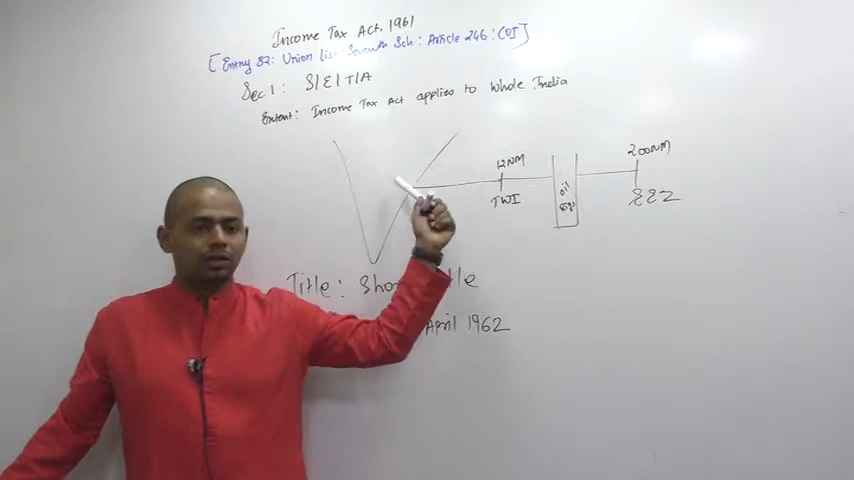 Income Tax Act, 1961
[Entry 82: Union list Seventh Sch: Article 246: COI]
Sec 1: S/E/T/A
Extent: Income Tax Act applies to Whole India
12NM 200NM
oil Rigs
TWI EEZ
Title: Sho tle
April 1962